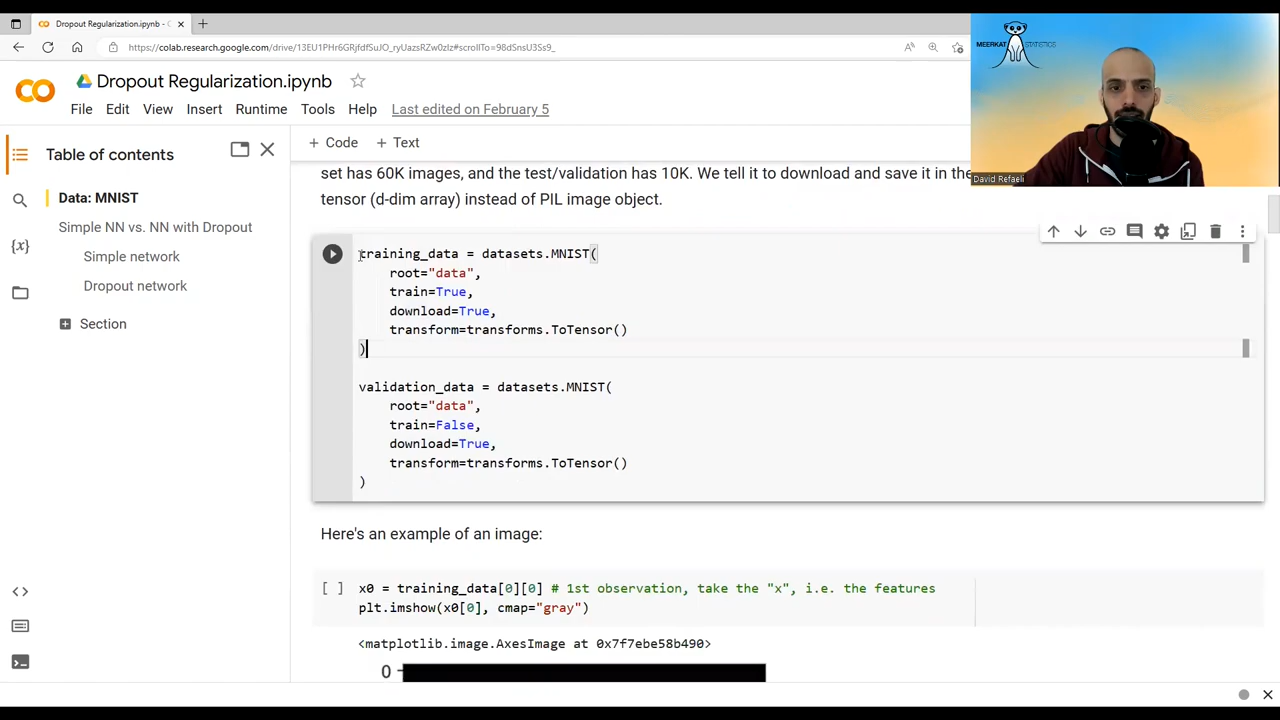 Dropout Regularization.ipynb - C
https://colab.research.google.com/drive/13EU1PHr6GRjfdfSuJO_ryUazsRZw0zIz#scrollTo=98dSnsU3Ss9_
MEERKAT STATISTICS
David Refaeli
Dropout Regularization.ipynb
File Edit View Insert Runtime Tools Help Last edited on February 5
Table of contents
Data: MNIST
Simple NN vs. NN with Dropout
Simple network
Dropout network
Section
+ Code + Text
set has 60K images, and the test/validation has 10K. We tell it to download and save it in the
tensor (d-dim array) instead of PIL image object.
training_data = datasets.MNIST(
root="data",
train=True,
download=True,
transform=transforms.ToTensor()
)
validation_data = datasets.MNIST(
root="data",
train=False,
download=True,
transform=transforms.ToTensor()
)
Here's an example of an image:
[ ] x0 = training_data[0][0] # 1st observation, take the "x", i.e. the features
plt.imshow(x0[0], cmap="gray")
<matplotlib.image.AxesImage at 0x7f7ebe58b490>
0